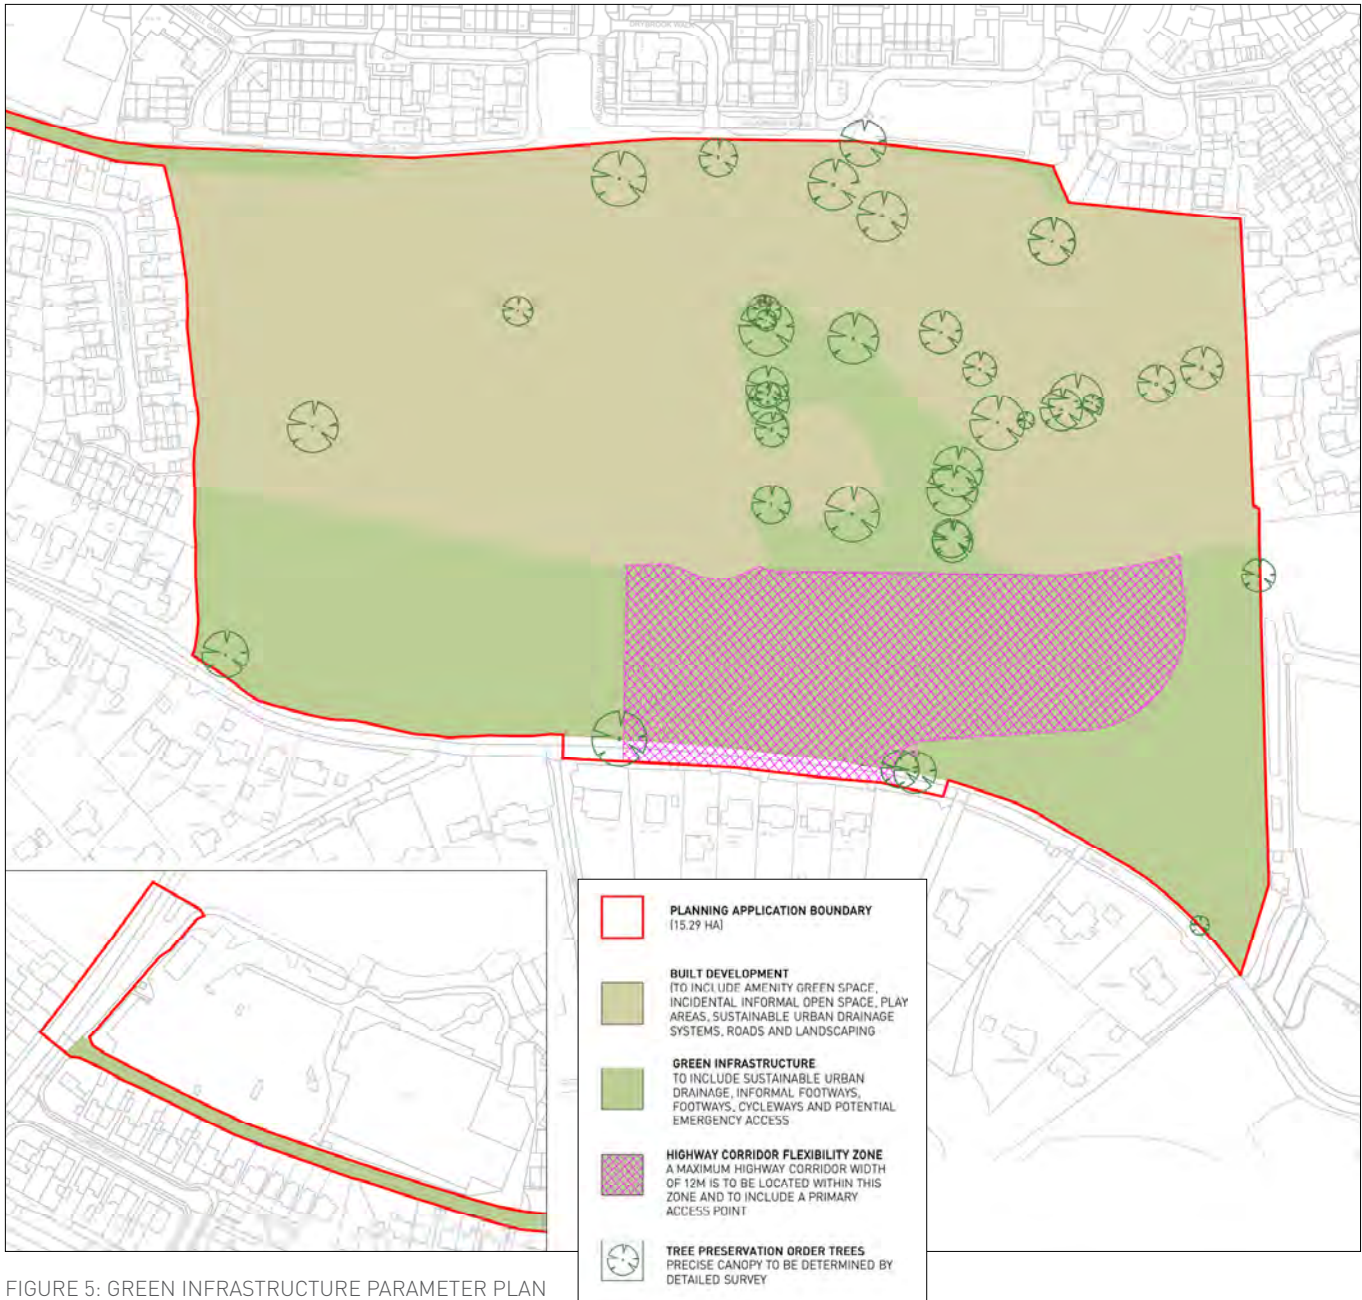 DRYBROOK WALK
PLANNING APPLICATION BOUNDARY
(15.29 HA)
BUILT DEVELOPMENT
(TO INCLUDE AMENITY GREEN SPACE,
INCIDENTAL INFORMAL OPEN SPACE, PLAY
AREAS, SUSTAINABLE URBAN DRAINAGE
SYSTEMS, ROADS AND LANDSCAPING
GREEN INFRASTRUCTURE
TO INCLUDE SUSTAINABLE URBAN
DRAINAGE, INFORMAL FOOTWAYS,
FOOTWAYS, CYCLEWAYS AND POTENTIAL
EMERGENCY ACCESS
HIGHWAY CORRIDOR FLEXIBILITY ZONE
A MAXIMUM HIGHWAY CORRIDOR WIDTH
OF 12M IS TO BE LOCATED WITHIN THIS
ZONE AND TO INCLUDE A PRIMARY
ACCESS POINT
TREE PRESERVATION ORDER TREES
PRECISE CANOPY TO BE DETERMINED BY
DETAILED SURVEY
FIGURE 5: GREEN INFRASTRUCTURE PARAMETER PLAN